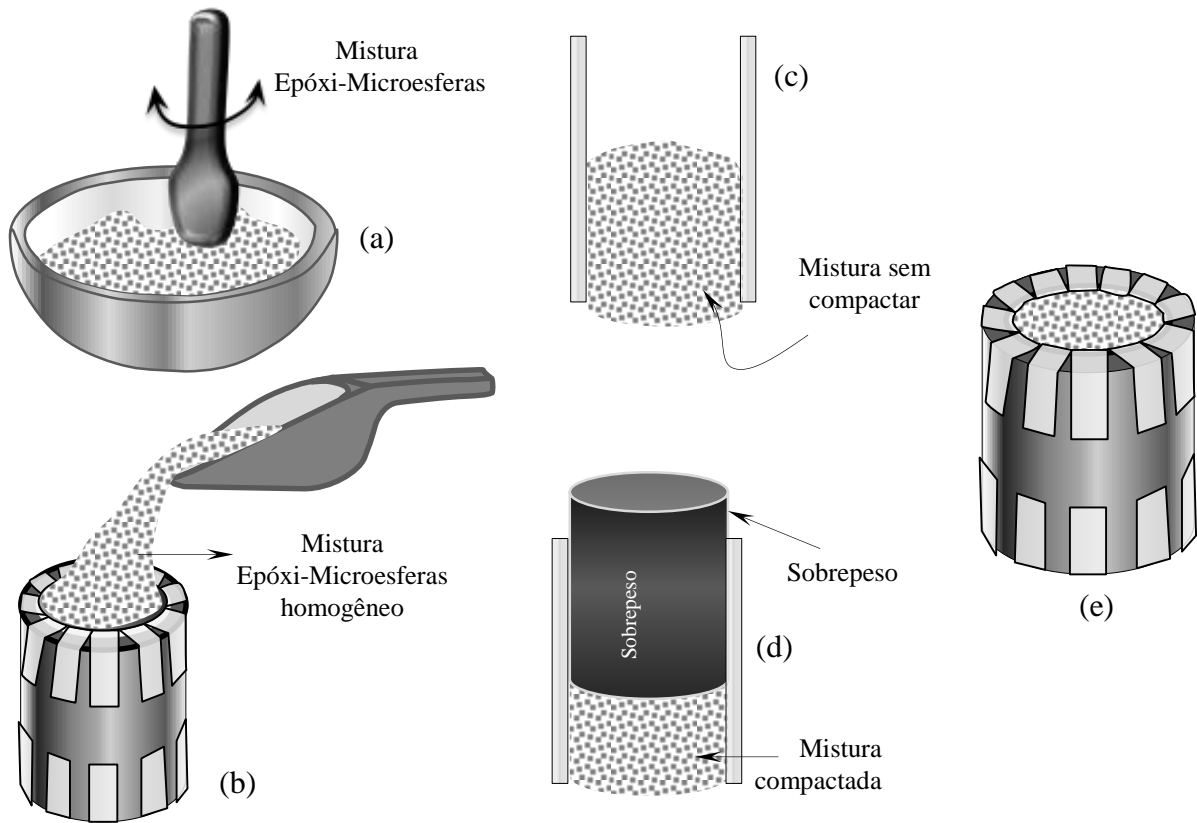 Mistura
Epóxi-Microesferas
(a)
Mistura
Epóxi-Microesferas
homogêneo
(b)
(c)
Mistura sem
compactar
Sobrepeso
Sobrepeso
(d)
Mistura
compactada
(e)